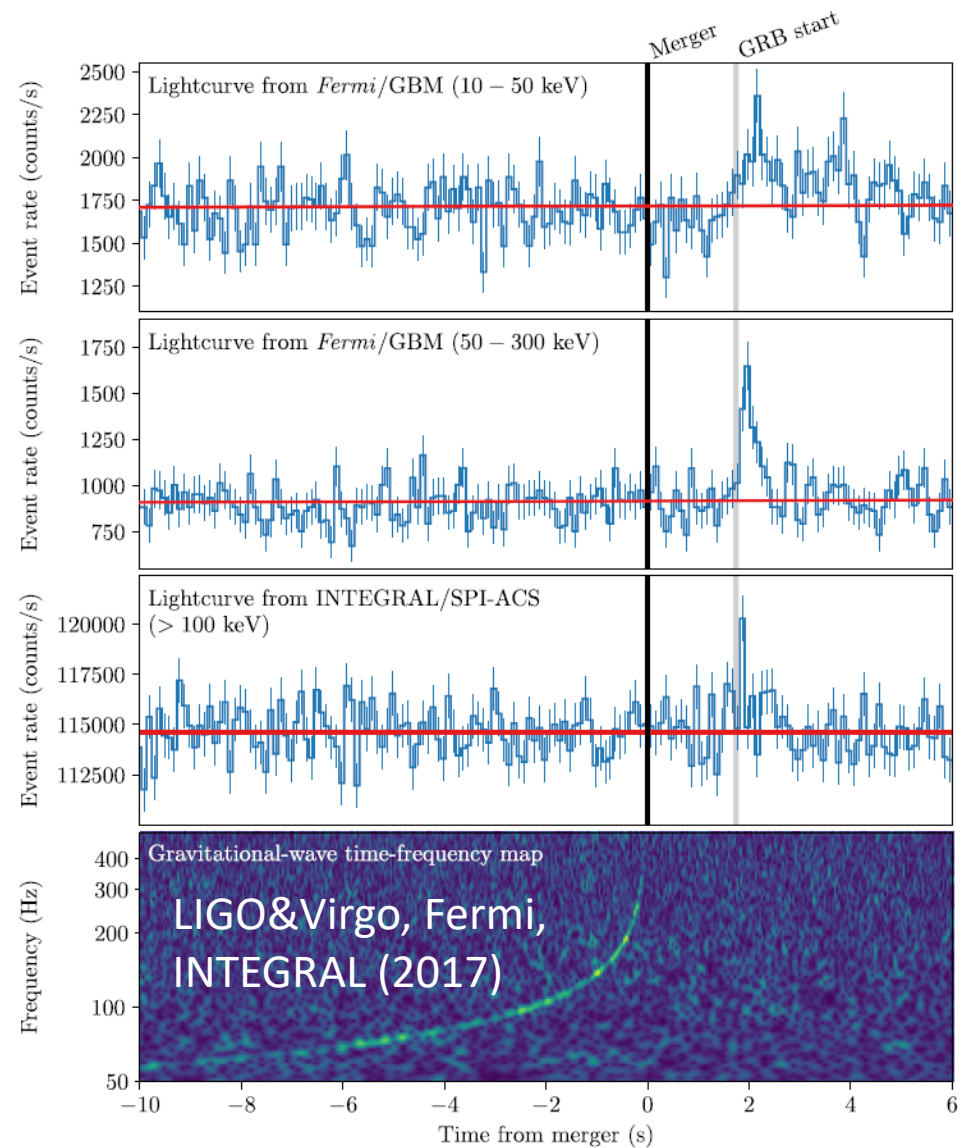 Merger
GRB start
Lightcurve from Fermi/GBM (10 – 50 keV)
Event rate (counts/s)
2500
2250
2000
1750
1500
1250
Lightcurve from Fermi/GBM (50 – 300 keV)
Event rate (counts/s)
1750
1500
1250
1000
750
Lightcurve from INTEGRAL/SPI-ACS
(> 100 keV)
Event rate (counts/s)
120000
117500
115000
112500
Gravitational-wave time-frequency map
LIGO&Virgo, Fermi,
INTEGRAL (2017)
Frequency (Hz)
400
300
200
100
50
−10 −8 −6 −4 −2 0 2 4 6
Time from merger (s)